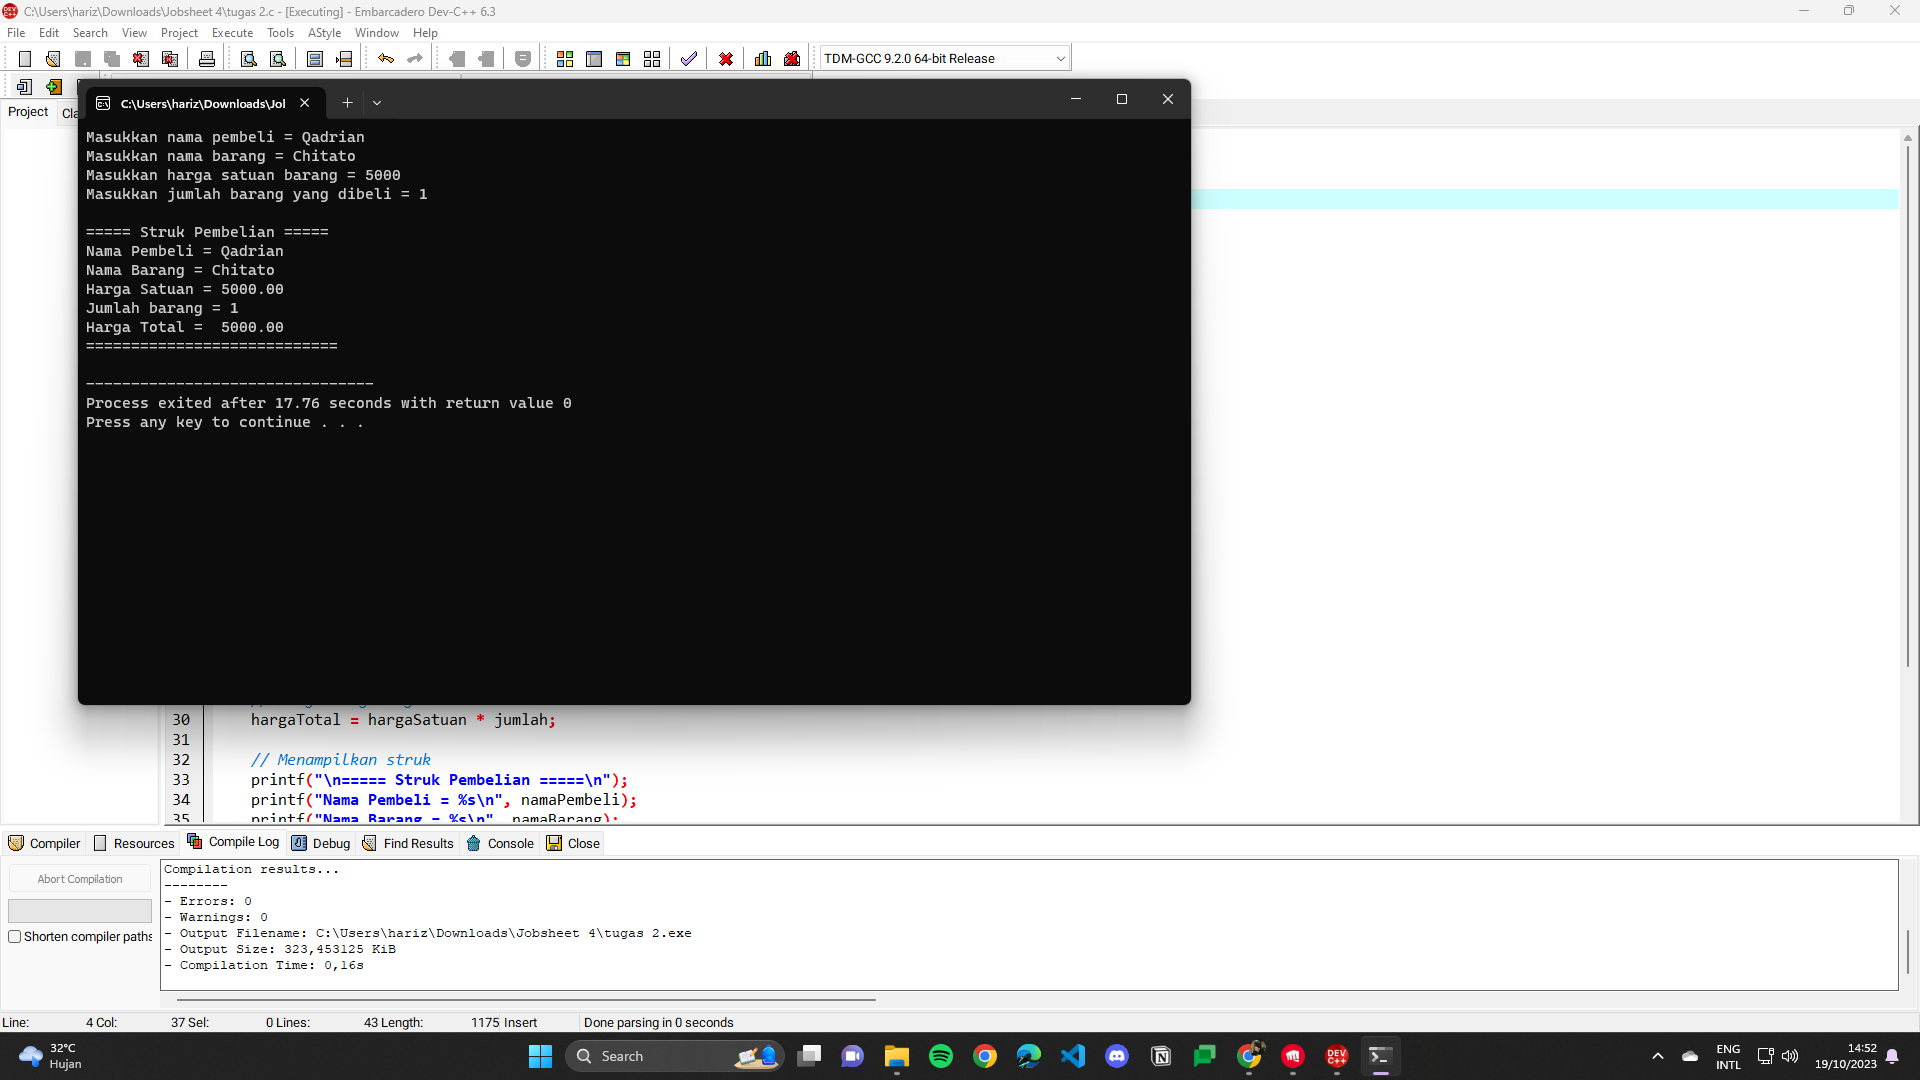 C:\Users\hariz\Downloads\Jobsheet 4\tugas 2.c - [Executing] - Embarcadero Dev-C++ 6.3
File Edit Search View Project Execute Tools AStyle Window Help
TDM-GCC 9.2.0 64-bit Release
Project Cla
C:\Users\hariz\Downloads\Jol
Masukkan nama pembeli = Qadrian
Masukkan nama barang = Chitato
Masukkan harga satuan barang = 5000
Masukkan jumlah barang yang dibeli = 1
===== Struk Pembelian =====
Nama Pembeli = Qadrian
Nama Barang = Chitato
Harga Satuan = 5000.00
Jumlah barang = 1
Harga Total =  5000.00
============================
--------------------------------
Process exited after 17.76 seconds with return value 0
Press any key to continue . . .
30 hargaTotal = hargaSatuan * jumlah;
31
32 // Menampilkan struk
33 printf("\n===== Struk Pembelian =====\n");
34 printf("Nama Pembeli = %s\n", namaPembeli);
35 printf("Nama Barang = %s\n", namaBarang);
Compiler Resources Compile Log Debug Find Results Console Close
Abort Compilation
Shorten compiler paths
Compilation results...
--------
- Errors: 0
- Warnings: 0
- Output Filename: C:\Users\hariz\Downloads\Jobsheet 4\tugas 2.exe
- Output Size: 323,453125 KiB
- Compilation Time: 0,16s
Line: 4 Col: 37 Sel: 0 Lines: 43 Length: 1175 Insert Done parsing in 0 seconds
32°C
Hujan
Search
ENG
INTL
14:52
19/10/2023